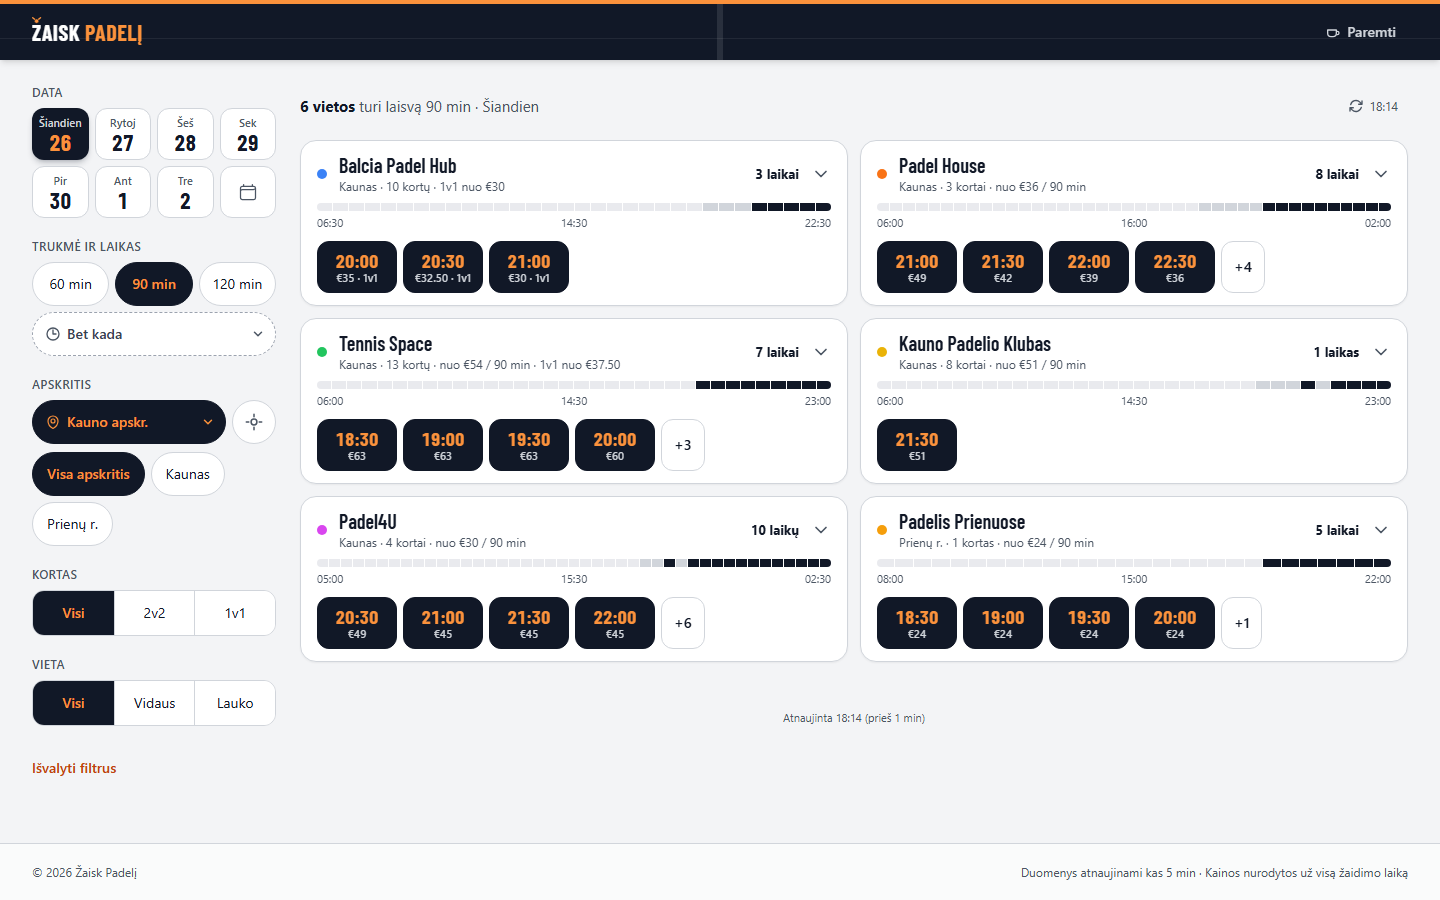 ŽAISK PADELĮ
Paremti
DATA
Šiandien 26
Rytoj 27
Šeš 28
Sek 29
Pir 30
Ant 1
Tre 2
TRUKMĖ IR LAIKAS
60 min
90 min
120 min
Bet kada
APSKRITIS
Kauno apskr.
Visa apskritis
Kaunas
Prienų r.
KORTAS
Visi
2v2
1v1
VIETA
Visi
Vidaus
Lauko
Išvalyti filtrus
6 vietos turi laisvą 90 min · Šiandien
18:14
Balcia Padel Hub
Kaunas · 10 kortų · 1v1 nuo €30
3 laikai
06:30 14:30 22:30
20:00 20:30 21:00
€35 · 1v1 €32.50 · 1v1 €30 · 1v1
Padel House
Kaunas · 3 kortai · nuo €36 / 90 min
8 laikai
06:00 16:00 02:00
21:00 21:30 22:00 22:30 +4
€49 €42 €39 €36
Tennis Space
Kaunas · 13 kortų · nuo €54 / 90 min · 1v1 nuo €37.50
7 laikai
06:00 14:30 23:00
18:30 19:00 19:30 20:00 +3
€63 €63 €63 €60
Kauno Padelio Klubas
Kaunas · 8 kortai · nuo €51 / 90 min
1 laikas
06:00 14:30 23:00
21:30
€51
Padel4U
Kaunas · 4 kortai · nuo €30 / 90 min
10 laikų
05:00 15:30 02:30
20:30 21:00 21:30 22:00 +6
€49 €45 €45 €45
Padelis Prienuose
Prienų r. · 1 kortas · nuo €24 / 90 min
5 laikai
08:00 15:00 22:00
18:30 19:00 19:30 20:00 +1
€24 €24 €24 €24
Atnaujinta 18:14 (prieš 1 min)
© 2026 Žaisk Padelį
Duomenys atnaujinami kas 5 min · Kainos nurodytos už visą žaidimo laiką